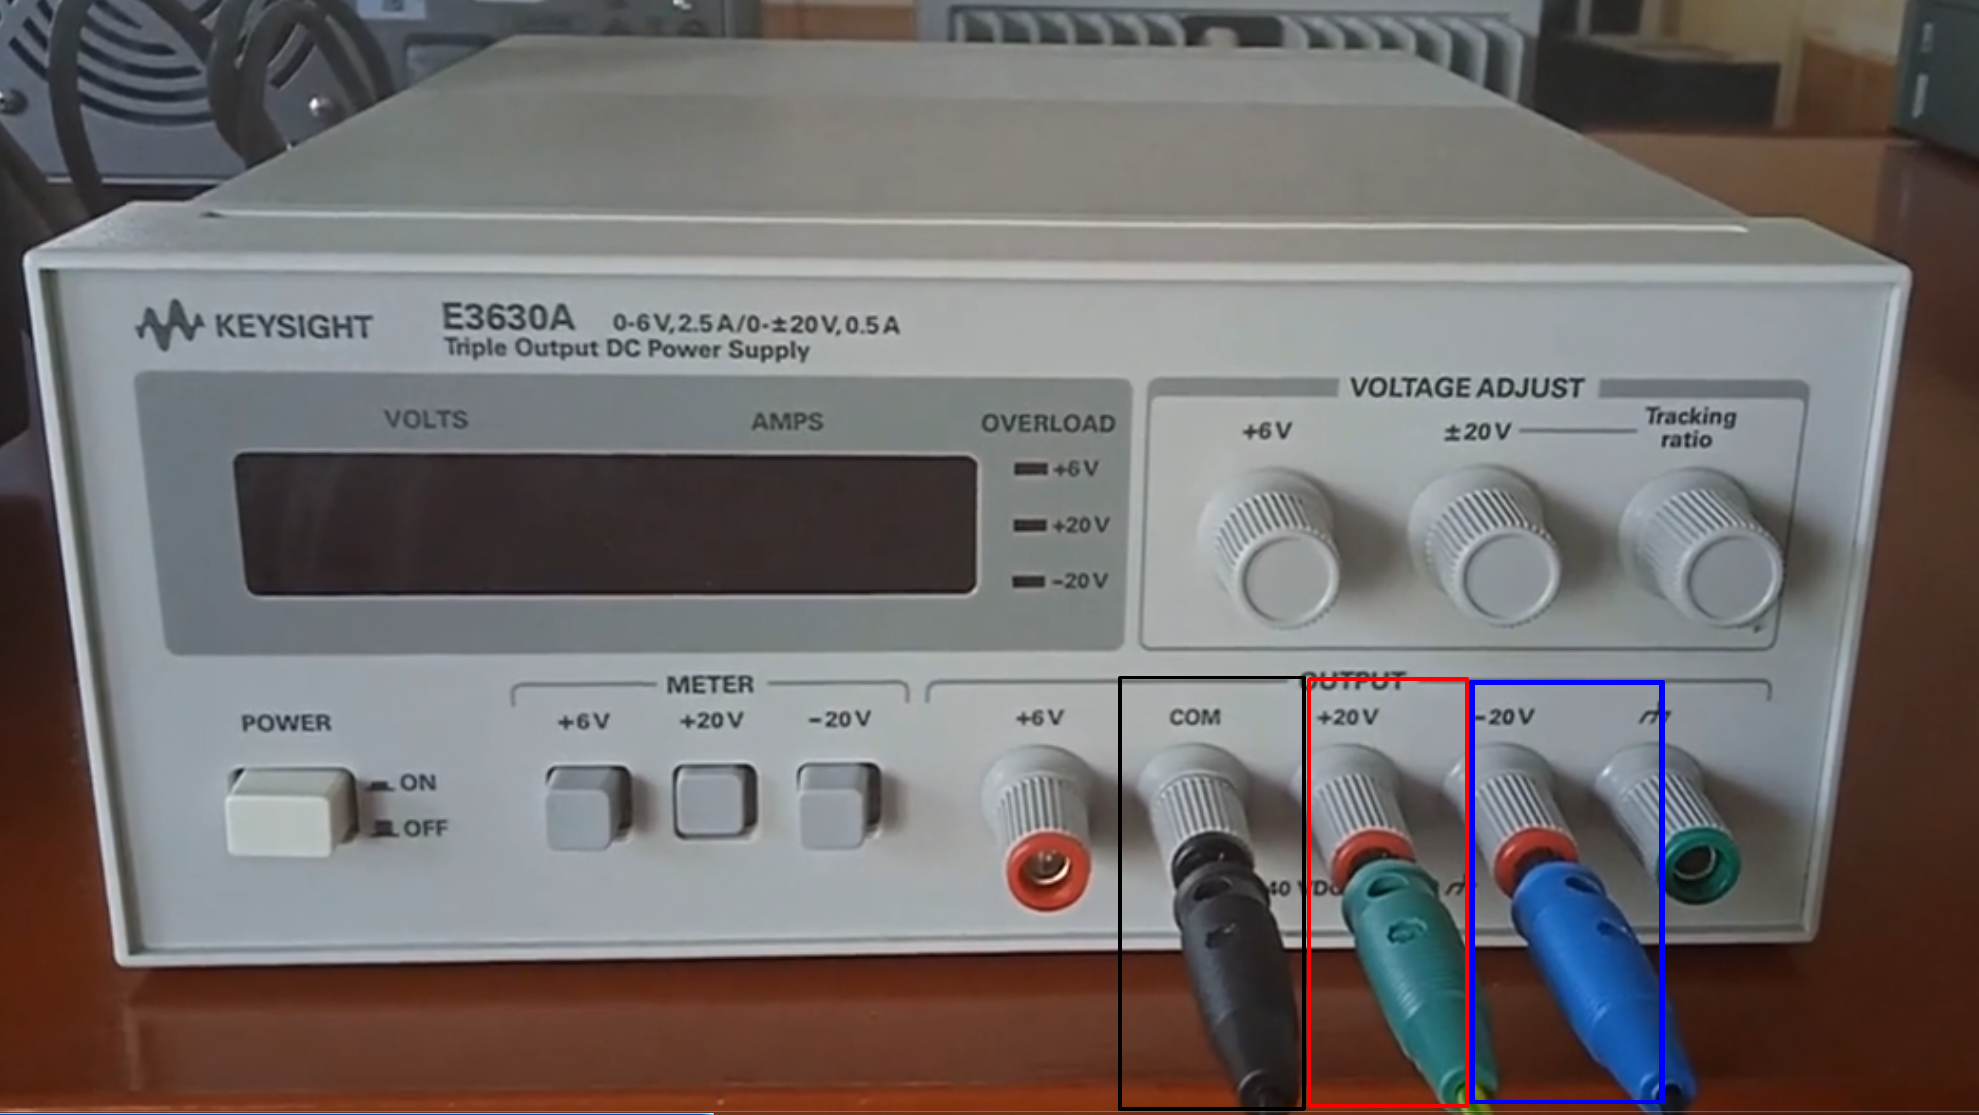 KEYSIGHT
E3630A 0-6V, 2.5A/0-±20V, 0.5A
Triple Output DC Power Supply
VOLTS AMPS OVERLOAD
+6V
+20V
-20V
VOLTAGE ADJUST
+6V ±20V Tracking
ratio
POWER
ON
OFF
METER
+6V +20V -20V
OUTPUT
+6V COM +20V -20V